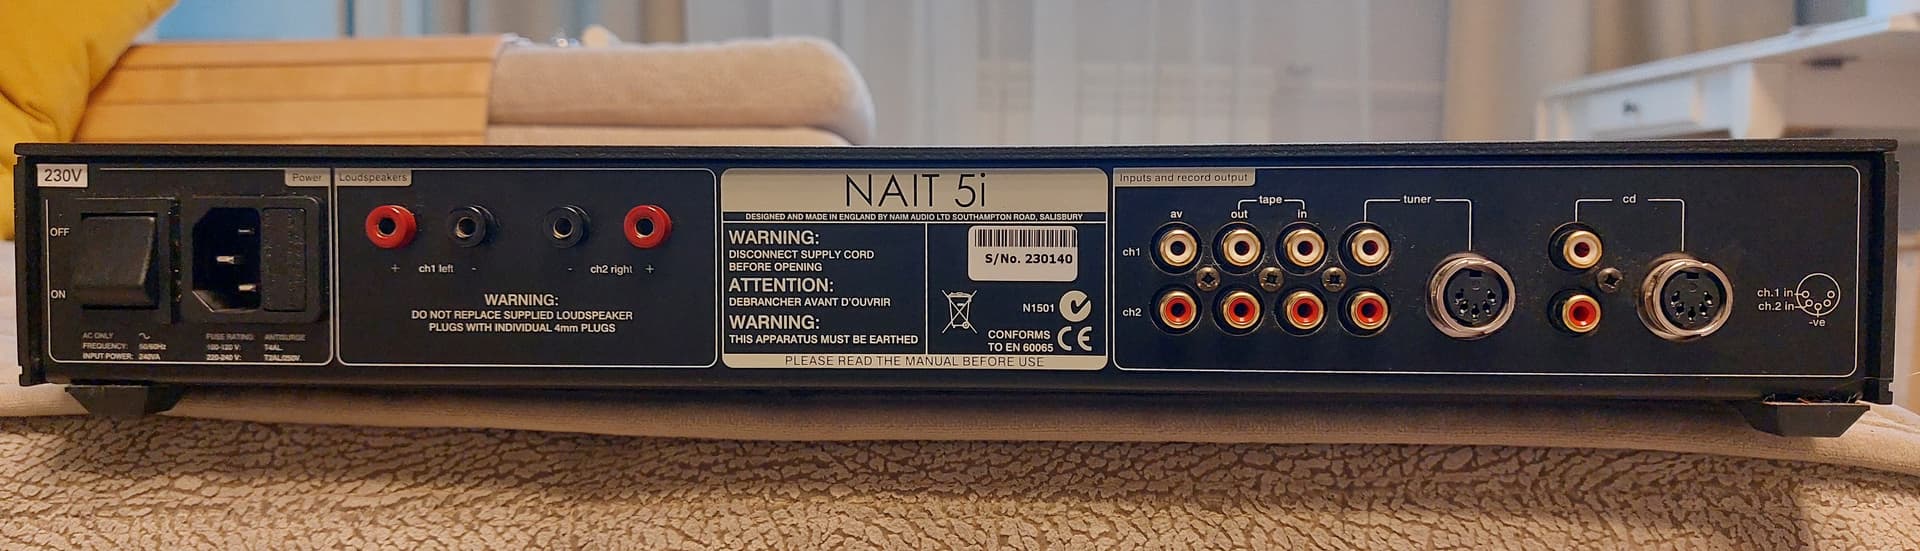 230V
Power
OFF
ON
AC ONLY
FREQUENCY: 50/60Hz
INPUT POWER: 240VA
FUSE RATING: ANTISURGE
100-120 V: T4AL
220-240 V: T2AL/250V
Loudspeakers
+ ch1 left - - ch2 right +
WARNING:
DO NOT REPLACE SUPPLIED LOUDSPEAKER
PLUGS WITH INDIVIDUAL 4mm PLUGS
NAIT 5i
DESIGNED AND MADE IN ENGLAND BY NAIM AUDIO LTD SOUTHAMPTON ROAD, SALISBURY
WARNING:
DISCONNECT SUPPLY CORD
BEFORE OPENING
ATTENTION:
DEBRANCHER AVANT D'OUVRIR
WARNING:
THIS APPARATUS MUST BE EARTHED
S/No. 230140
N1501
CONFORMS
TO EN 60065
CE
PLEASE READ THE MANUAL BEFORE USE
Inputs and record output
tape tuner cd
av out in
ch1
ch2
ch.1 in
ch.2 in
-ve